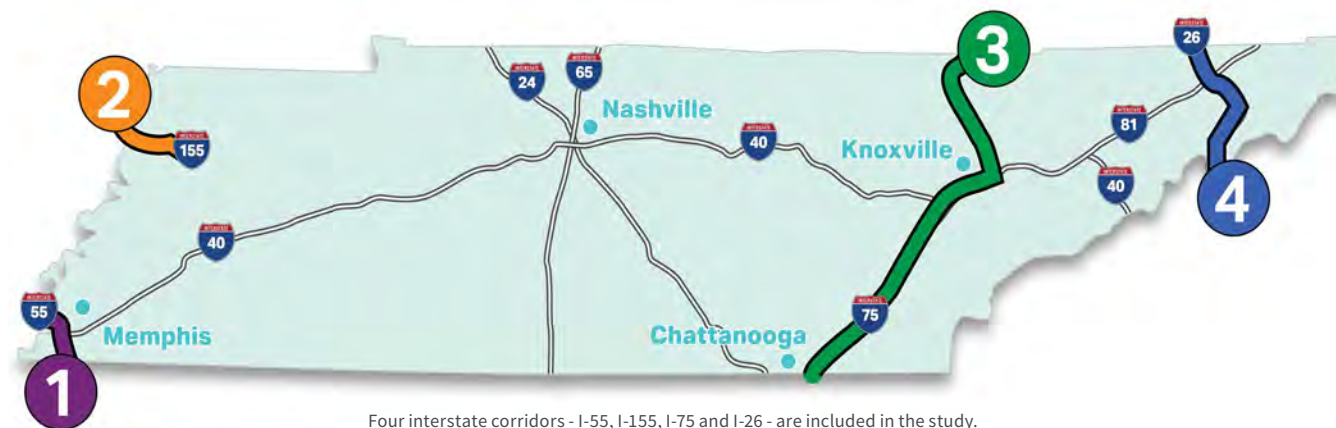 3
26
2
24
65
Nashville
155
40
Knoxville
81
40
4
40
55
Memphis
75
Chattanooga
1
Four interstate corridors - I-55, I-155, I-75 and I-26 - are included in the study.